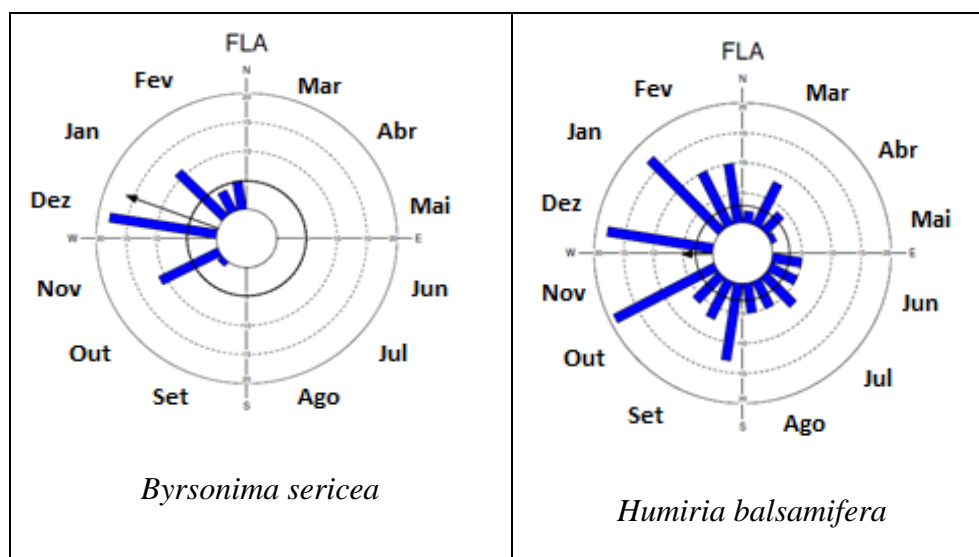 FLA
N
Fev
Mar
Jan
Abr
Dez
Mai
W
E
Nov
Jun
Out
Jul
Set
Ago
S
Byrsonima sericea
FLA
N
Fev
Mar
Jan
Abr
Dez
Mai
W
E
Nov
Jun
Out
Jul
Set
Ago
S
Humiria balsamifera